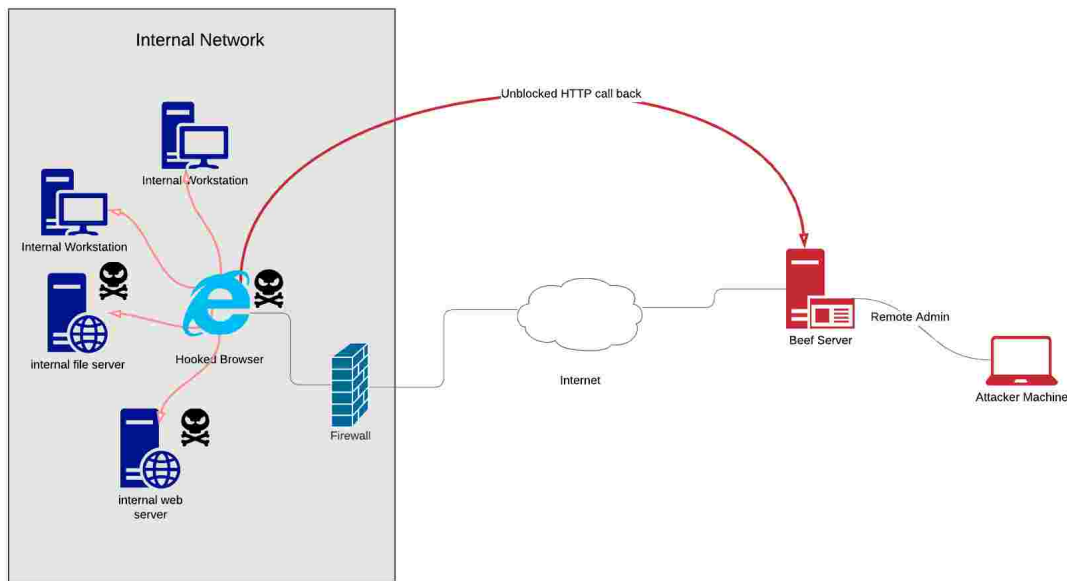 Internal Network
Unblocked HTTP call back
Internal Workstation
Internal Workstation
internal file server
Hooked Browser
internal web
server
Firewall
Internet
Beef Server
Remote Admin
Attacker Machine